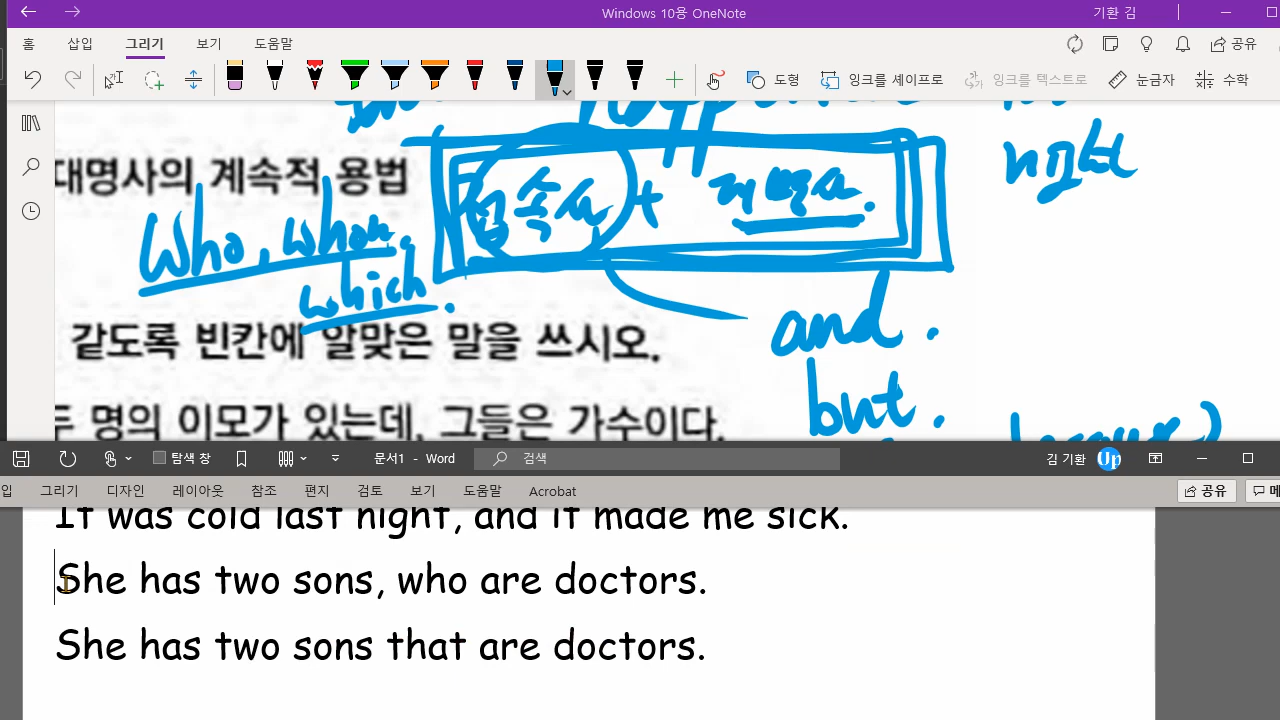 Windows 10용 OneNote
기환 김
홈 삽입 그리기 보기 도움말
공유
도형 잉크를 셰이프로 잉크를 텍스트로 눈금자 수학
night
대명사의 계속적 용법
접속사 + 대명사.
who, whom,
which.
and.
같도록 빈칸에 알맞은 말을 쓰시오.
but.
두 명의 이모가 있는데, 그들은 가수이다.
탐색 창 문서1 - Word 검색 김 기환 Up
입 그리기 디자인 레이아웃 참조 편지 검토 보기 도움말 Acrobat 공유 메
It was cold last night, and it made me sick.
She has two sons, who are doctors.
She has two sons that are doctors.